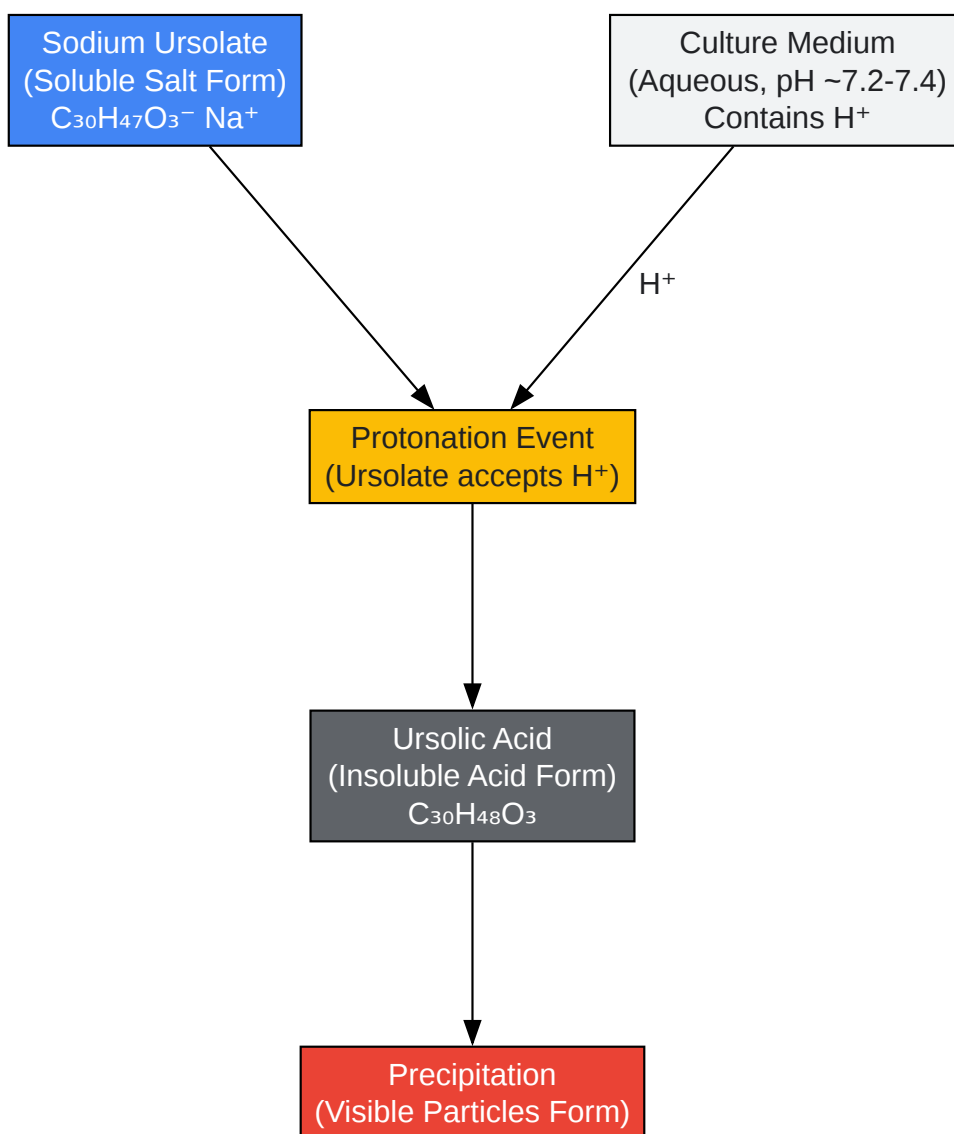 Sodium Ursolate
(Soluble Salt Form)
C₃₀H₄₇O₃⁻ Na⁺
Culture Medium
(Aqueous, pH ~7.2-7.4)
Contains H⁺
H⁺
Protonation Event
(Ursolate accepts H⁺)
Ursolic Acid
(Insoluble Acid Form)
C₃₀H₄₈O₃
Precipitation
(Visible Particles Form)